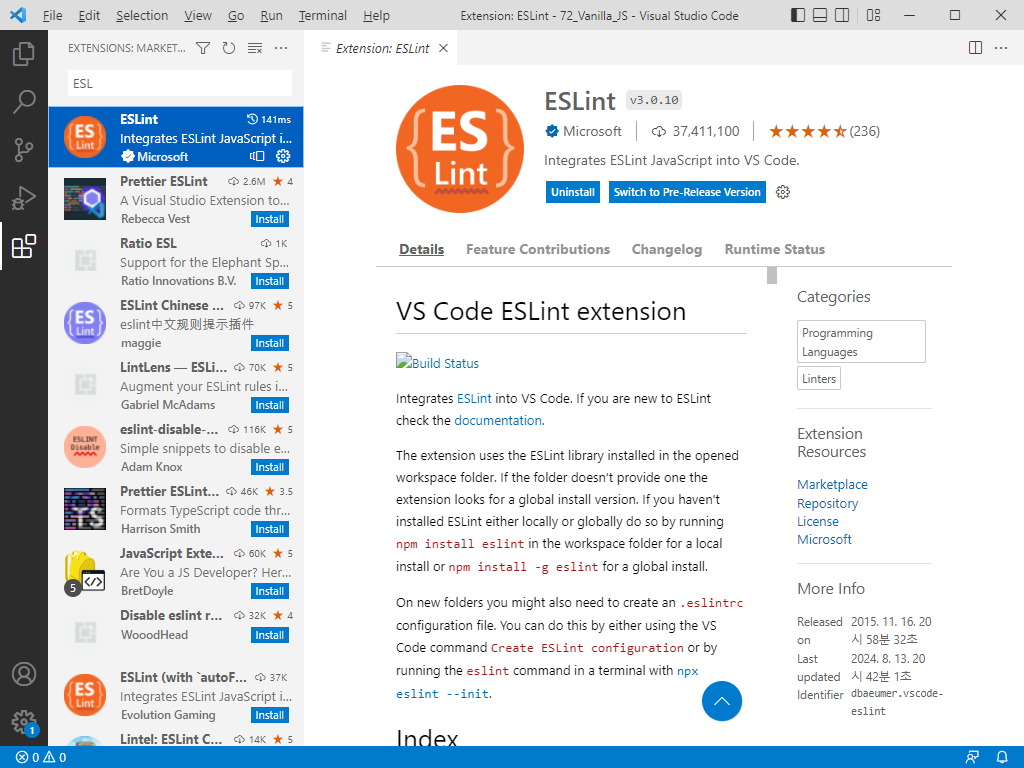 File Edit Selection View Go Run Terminal Help Extension: ESLint - 72_Vanilla_JS - Visual Studio Code
EXTENSIONS: MARKET...
Extension: ESLint
ESL
ESLint 141ms
Integrates ESLint JavaScript i...
Microsoft
Prettier ESLint 2.6M 4
A Visual Studio Extension to...
Rebecca Vest Install
Ratio ESL 1K
Support for the Elephant Sp...
Ratio Innovations B.V. Install
ESLint Chinese ... 97K 5
eslint中文规则提示插件
maggie Install
LintLens — ESLi... 70K 5
Augment your ESLint rules i...
Gabriel McAdams Install
eslint-disable-... 116K 5
Simple snippets to disable e...
Adam Knox Install
Prettier ESLint... 46K 3.5
Formats TypeScript code thr...
Harrison Smith Install
JavaScript Exte... 60K 5
Are You a JS Developer? Her...
BretDoyle Install
Disable eslint r... 32K 4
WooodHead Install
ESLint (with `autoF... 37K
Integrates ESLint JavaScript i...
Evolution Gaming Install
Lintel: ESLint C... 14K 5
ES
Lint
ES
Lint
ESLINT
Disable
TS
5
ES
Lint
1
0 0
{ES}
Lint
ESLint v3.0.10
Microsoft 37,411,100 (236)
Integrates ESLint JavaScript into VS Code.
Uninstall Switch to Pre-Release Version
Details Feature Contributions Changelog Runtime Status
VS Code ESLint extension
Build Status
Integrates ESLint into VS Code. If you are new to ESLint
check the documentation.
The extension uses the ESLint library installed in the opened
workspace folder. If the folder doesn't provide one the
extension looks for a global install version. If you haven't
installed ESLint either locally or globally do so by running
npm install eslint in the workspace folder for a local
install or npm install -g eslint for a global install.
On new folders you might also need to create an .eslintrc
configuration file. You can do this by either using the VS
Code command Create ESLint configuration or by
running the eslint command in a terminal with npx
eslint --init.
Index
Categories
Programming
Languages
Linters
Extension
Resources
Marketplace
Repository
License
Microsoft
More Info
Released 2015. 11. 16. 20
on 시 58분 32초
Last 2024. 8. 13. 20
updated 시 42분 1초
Identifier dbaeumer.vscode-
eslint